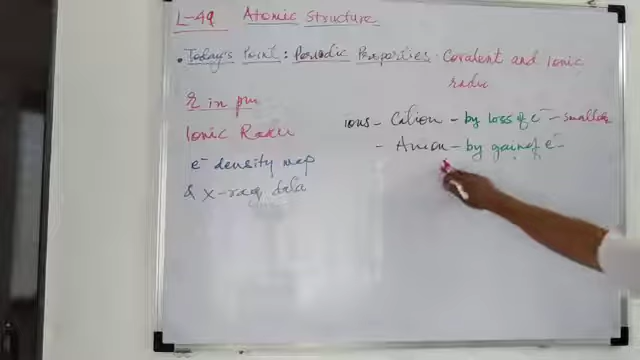 L-49 Atomic Structure
• Today's Point : Periodic Properties - Covalent and Ionic
radii
r in pm
Ionic Radii
e⁻ density map
& X-ray data
ions - Cation - by loss of e⁻ - smaller
- Anion - by gain of e⁻ -